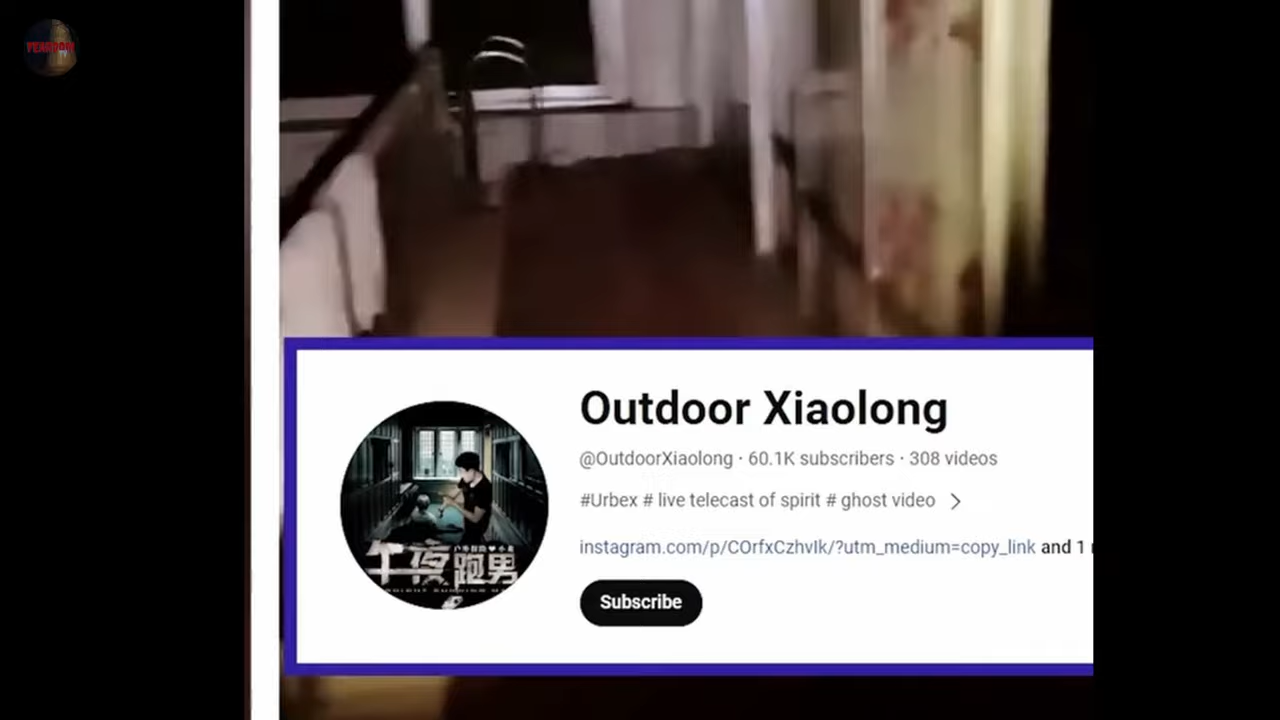 Outdoor Xiaolong
@OutdoorXiaolong · 60.1K subscribers · 308 videos
#Urbex # live telecast of spirit # ghost video
instagram.com/p/COrfxCzhvIk/?utm_medium=copy_link and 1
午夜跑男
Subscribe